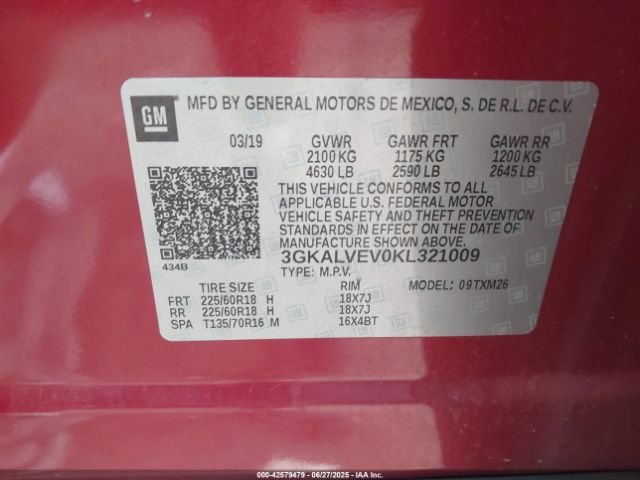 GM
MFD BY GENERAL MOTORS DE MEXICO, S. DE R.L. DE C.V.
03/19 GVWR GAWR FRT GAWR RR
2100 KG 1175 KG 1200 KG
4630 LB 2590 LB 2645 LB
THIS VEHICLE CONFORMS TO ALL
APPLICABLE U.S. FEDERAL MOTOR
VEHICLE SAFETY AND THEFT PREVENTION
STANDARDS IN EFFECT ON THE DATE OF
MANUFACTURE SHOWN ABOVE.
434B
3GKALVEV0KL321009
TYPE: M.P.V. MODEL: 09TXM26
TIRE SIZE RIM
FRT 225/60R18 H 18X7J
RR 225/60R18 H 18X7J
SPA T135/70R16 M 16X4BT
000-42579479 - 06/27/2025 - IAAI.COM